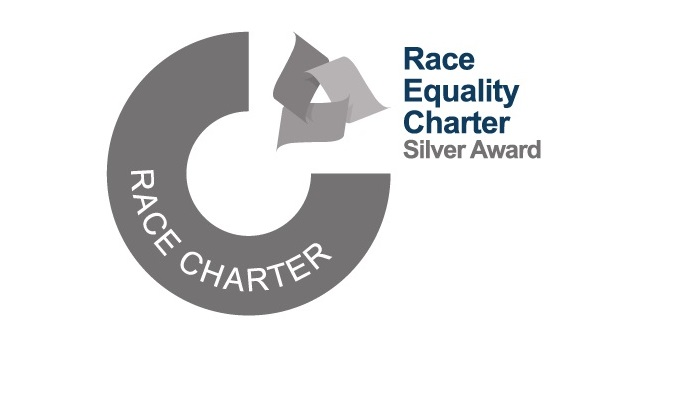 RACE CHARTER
Race
Equality
Charter
Silver Award